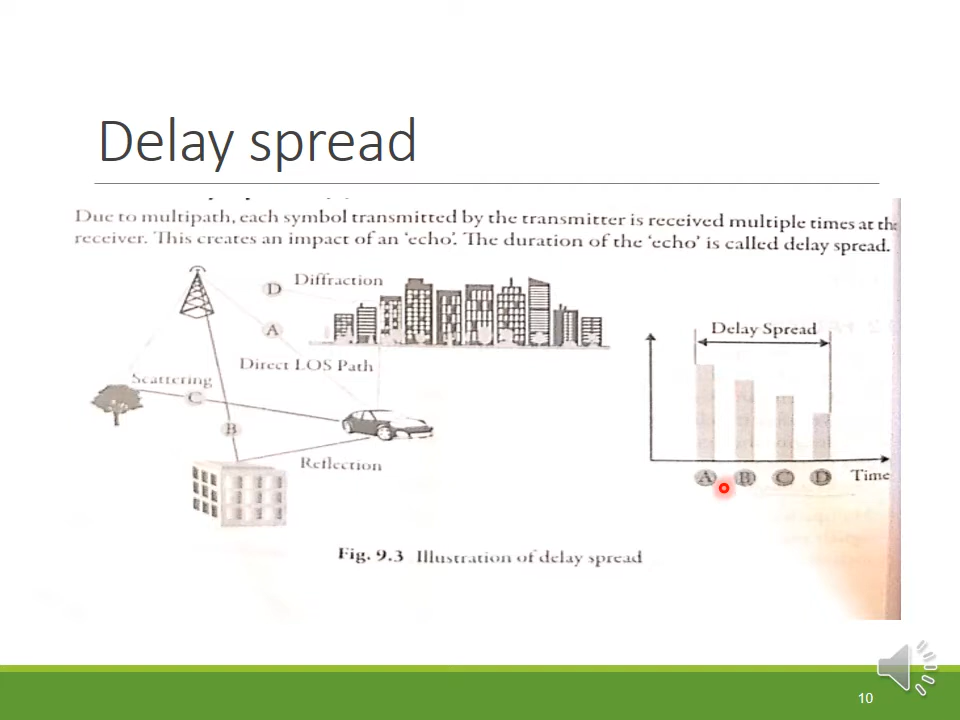 Delay spread
Due to multipath, each symbol transmitted by the transmitter is received multiple times at the
receiver. This creates an impact of an 'echo'. The duration of the 'echo' is called delay spread.
D Diffraction
A
Direct LOS Path
Scattering
C
B
Reflection
Delay Spread
A B C D Time
Fig. 9.3 Illustration of delay spread
10